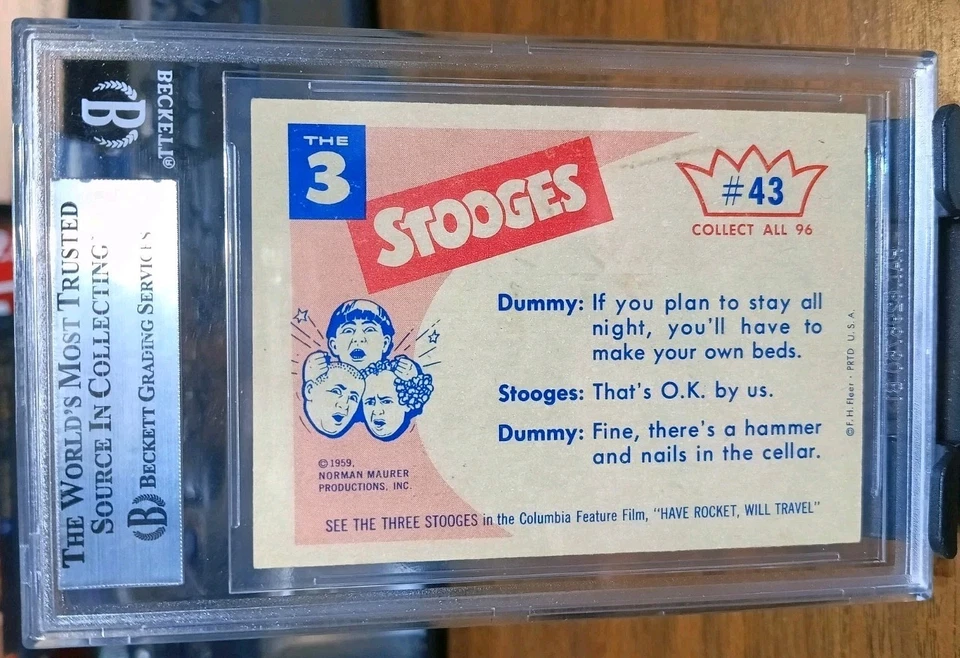 BECKETT®
B
THE WORLD'S MOST TRUSTED
SOURCE IN COLLECTING
B BECKETT GRADING SERVICES
THE
3
STOOGES
#43
COLLECT ALL 96
Dummy: If you plan to stay all
night, you'll have to
make your own beds.
Stooges: That's O.K. by us.
Dummy: Fine, there's a hammer
and nails in the cellar.
© F. H. Fleer · PRTD U. S. A.
© 1959,
NORMAN MAURER
PRODUCTIONS, INC.
SEE THE THREE STOOGES in the Columbia Feature Film, "HAVE ROCKET, WILL TRAVEL"